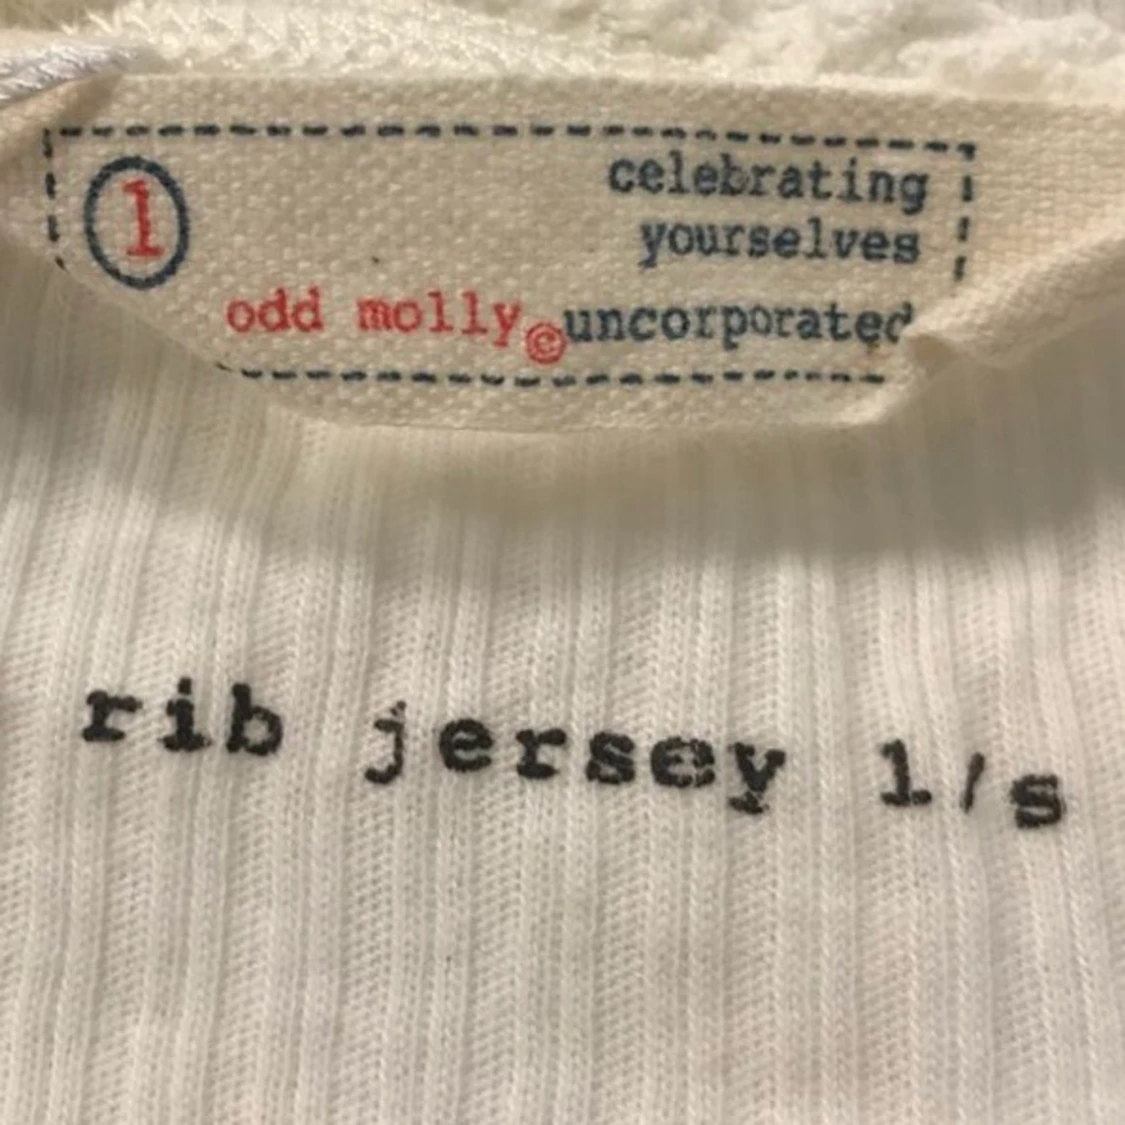 1
celebrating
yourselves
odd molly © uncorporated
rib jersey l/s